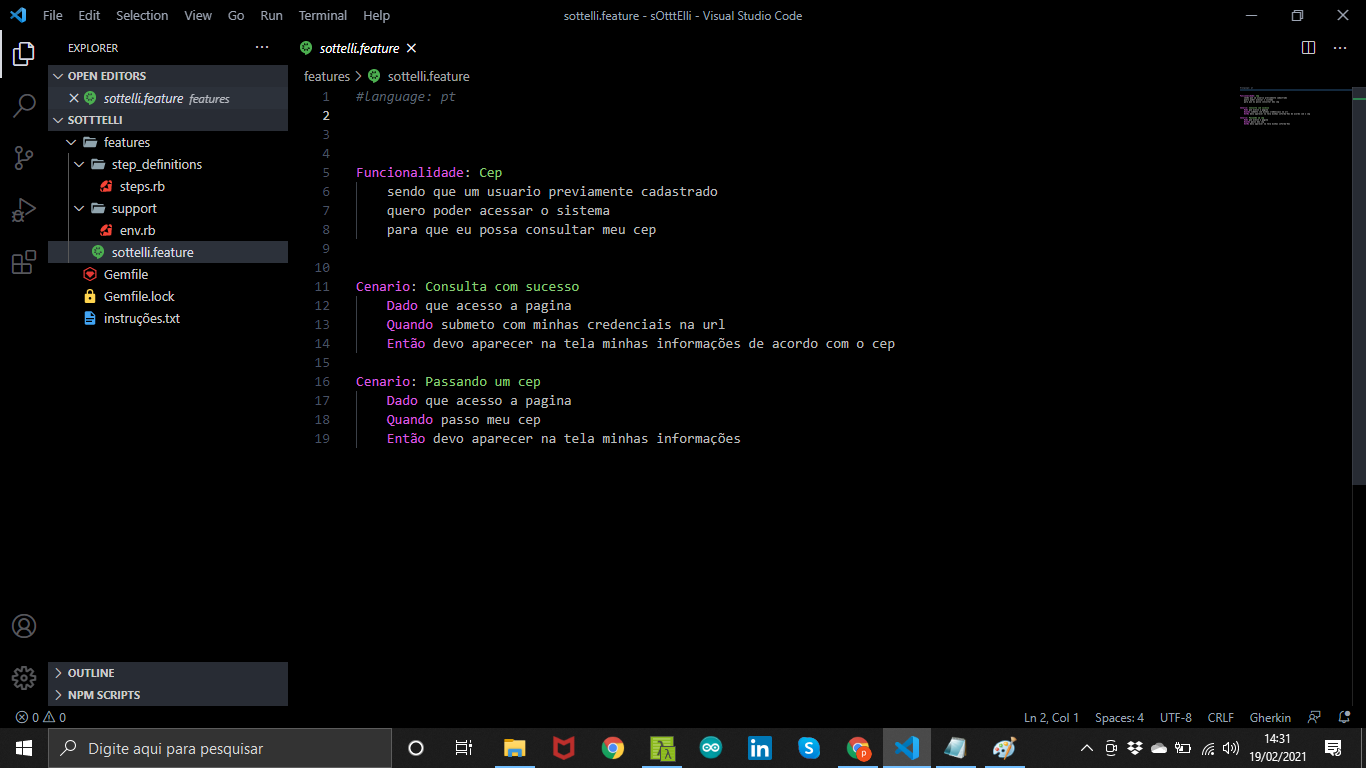 File Edit Selection View Go Run Terminal Help
sottelli.feature - sOtttElli - Visual Studio Code
EXPLORER
OPEN EDITORS
sottelli.feature features
SOTTTELLI
features
step_definitions
steps.rb
support
env.rb
sottelli.feature
Gemfile
Gemfile.lock
instruções.txt
OUTLINE
NPM SCRIPTS
sottelli.feature
features > sottelli.feature
1 #language: pt
2
3
4
5 Funcionalidade: Cep
6 sendo que um usuario previamente cadastrado
7 quero poder acessar o sistema
8 para que eu possa consultar meu cep
9
10
11 Cenario: Consulta com sucesso
12 Dado que acesso a pagina
13 Quando submeto com minhas credenciais na url
14 Então devo aparecer na tela minhas informações de acordo com o cep
15
16 Cenario: Passando um cep
17 Dado que acesso a pagina
18 Quando passo meu cep
19 Então devo aparecer na tela minhas informações
0 0
Ln 2, Col 1 Spaces: 4 UTF-8 CRLF Gherkin
Digite aqui para pesquisar
in
S
P
14:31
19/02/2021